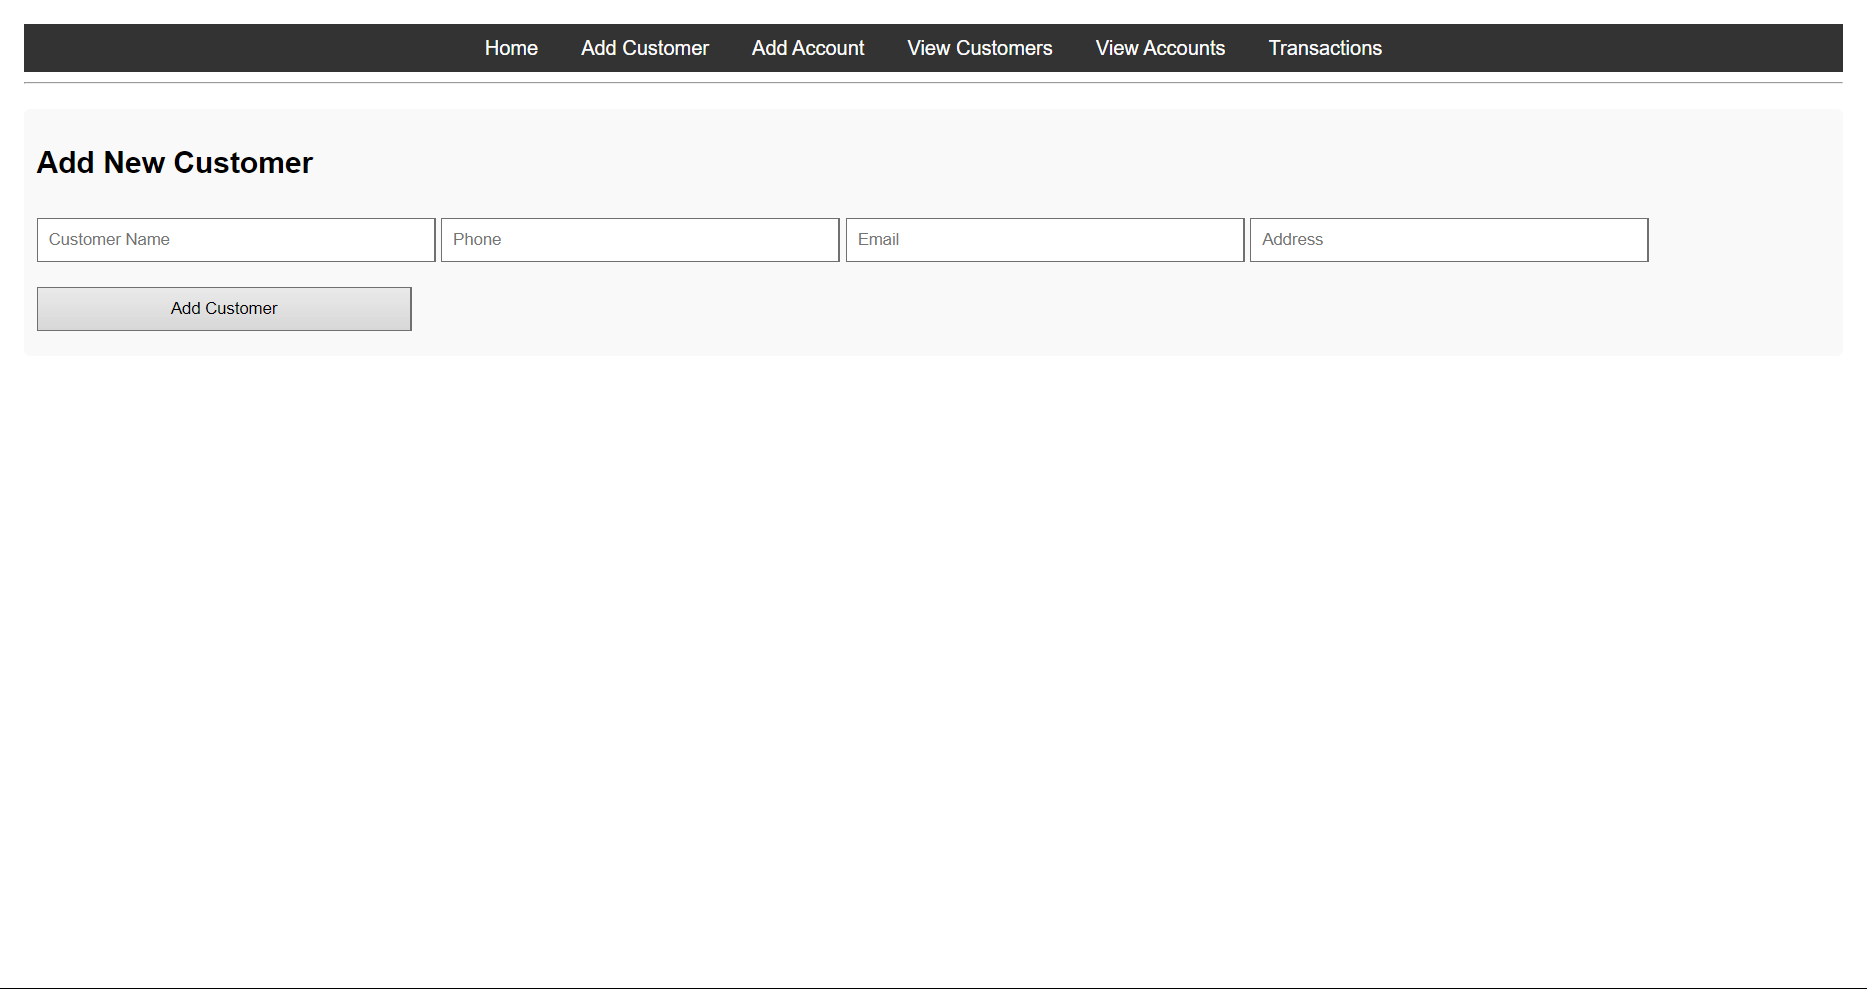 Home Add Customer Add Account View Customers View Accounts Transactions
Add New Customer
Customer Name Phone Email Address
Add Customer